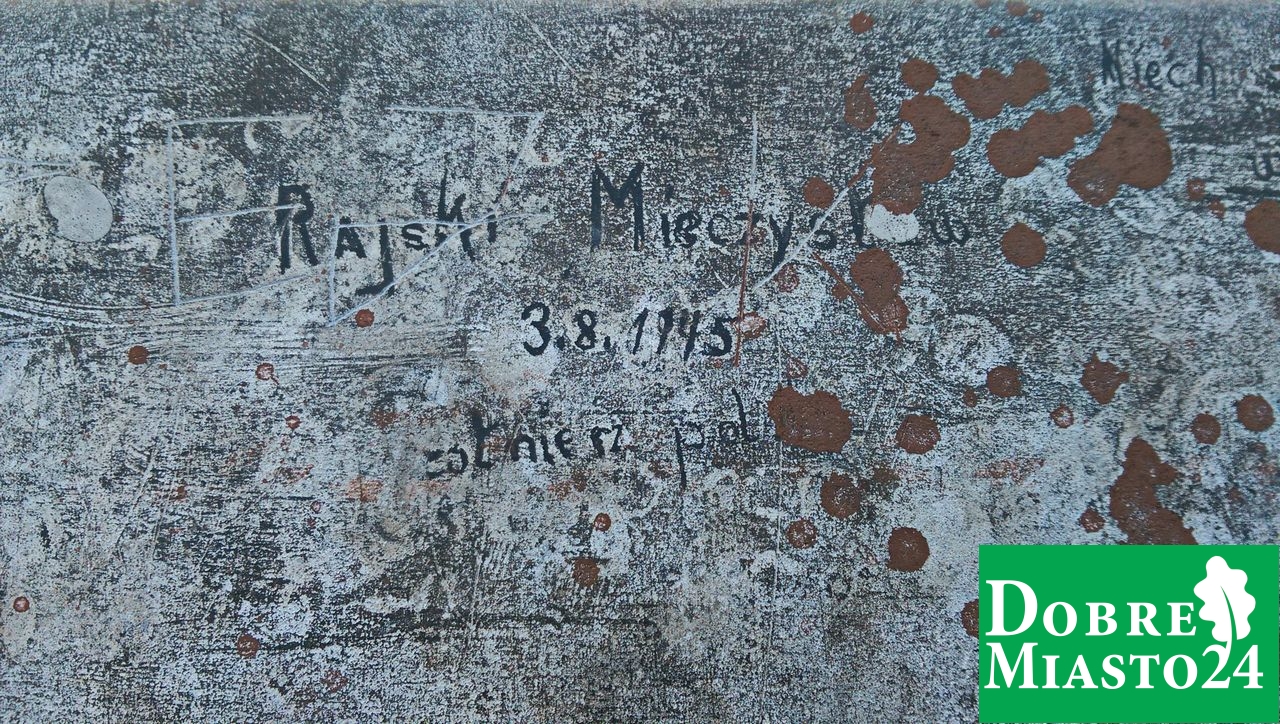 Miech
Rajski Mieczysław
3.8.1945
żołnierz pol
DOBRE
MIASTO24